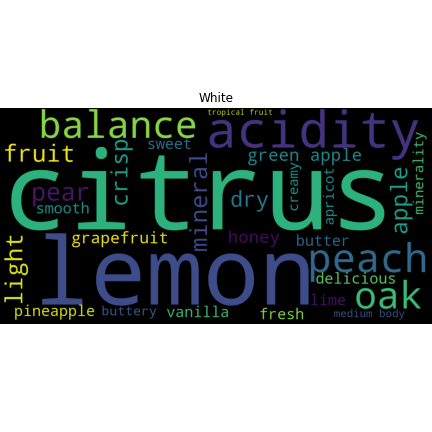 White
tropical fruit
balance
acidity
fruit
crisp
sweet
mineral
green apple
minerality
citrus
pear
smooth
dry
creamy
apricot
apple
light
grapefruit
honey
butter
lemon
peach
delicious
oak
lime
pineapple
buttery
vanilla
fresh
medium body